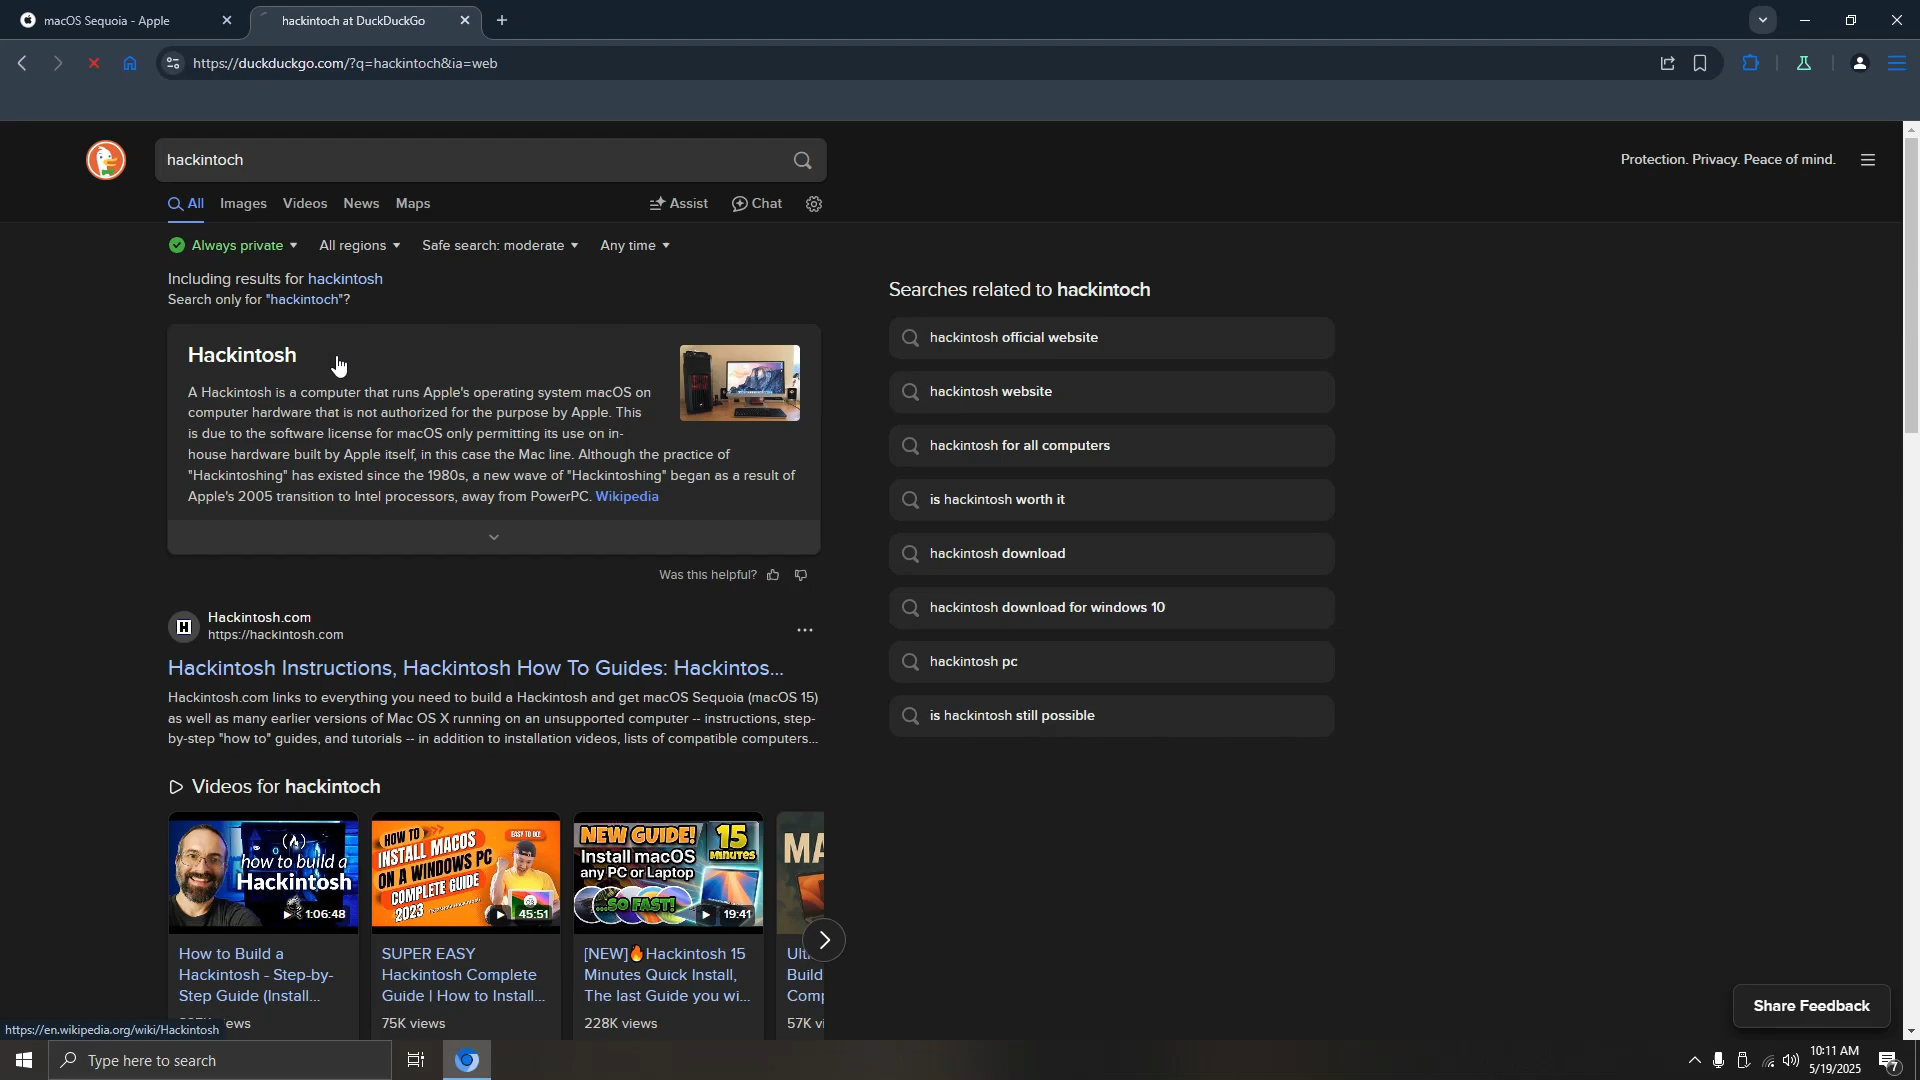 macOS Sequoia - Apple
hackintoch at DuckDuckGo
https://duckduckgo.com/?q=hackintoch&ia=web
hackintoch
Protection. Privacy. Peace of mind.
All Images Videos News Maps Assist Chat
Always private All regions Safe search: moderate Any time
Including results for hackintosh
Search only for "hackintoch"?
Hackintosh
A Hackintosh is a computer that runs Apple's operating system macOS on
computer hardware that is not authorized for the purpose by Apple. This
is due to the software license for macOS only permitting its use on in-
house hardware built by Apple itself, in this case the Mac line. Although the practice of
"Hackintoshing" has existed since the 1980s, a new wave of "Hackintoshing" began as a result of
Apple's 2005 transition to Intel processors, away from PowerPC. Wikipedia
Was this helpful?
H
Hackintosh.com
https://hackintosh.com
Hackintosh Instructions, Hackintosh How To Guides: Hackintos...
Hackintosh.com links to everything you need to build a Hackintosh and get macOS Sequoia (macOS 15)
as well as many earlier versions of Mac OS X running on an unsupported computer -- instructions, step-
by-step "how to" guides, and tutorials -- in addition to installation videos, lists of compatible computers...
Videos for hackintoch
how to build a
Hackintosh
1:06:48
How to Build a
Hackintosh - Step-by-
Step Guide (Install...
ews
HOW TO
INSTALL MACOS
ON A WINDOWS PC
COMPLETE GUIDE
2023
EASY TO DIY!
45:51
SUPER EASY
Hackintosh Complete
Guide | How to Install...
75K views
NEW GUIDE!
Install macOS
any PC or Laptop
...SO FAST!
15
MINUTES
19:41
[NEW]🔥Hackintosh 15
Minutes Quick Install,
The last Guide you wi...
228K views
MA
Ult
Build
Comp
57K vi
Searches related to hackintoch
hackintosh official website
hackintosh website
hackintosh for all computers
is hackintosh worth it
hackintosh download
hackintosh download for windows 10
hackintosh pc
is hackintosh still possible
Share Feedback
https://en.wikipedia.org/wiki/Hackintosh
Type here to search
10:11 AM
5/19/2025
7